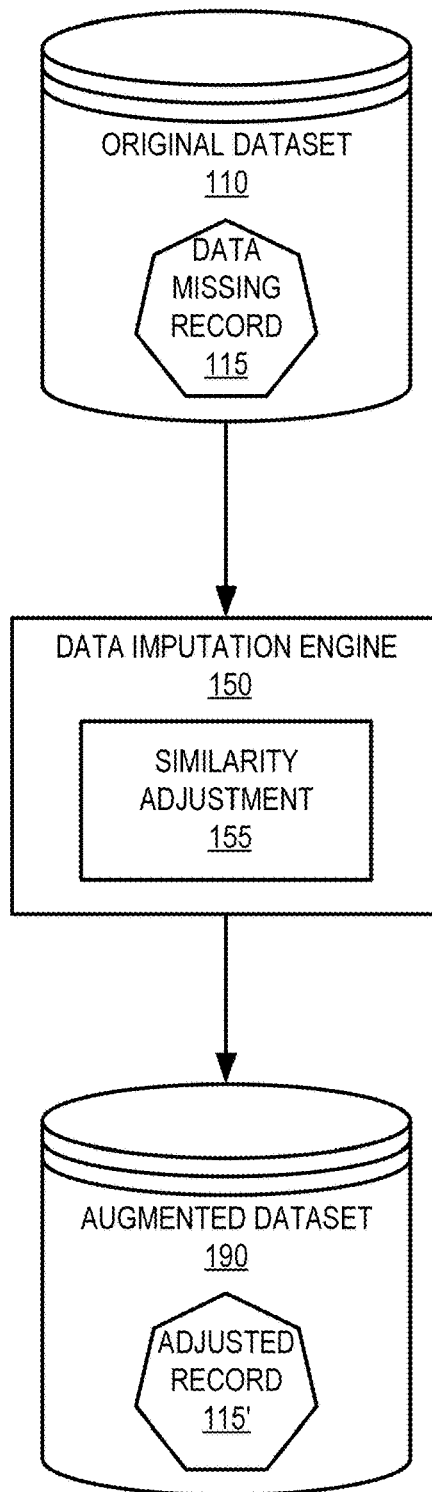 ORIGINAL DATASET
110
DATA
MISSING
RECORD
115
DATA IMPUTATION ENGINE
150
SIMILARITY
ADJUSTMENT
155
AUGMENTED DATASET
190
ADJUSTED
RECORD
115'